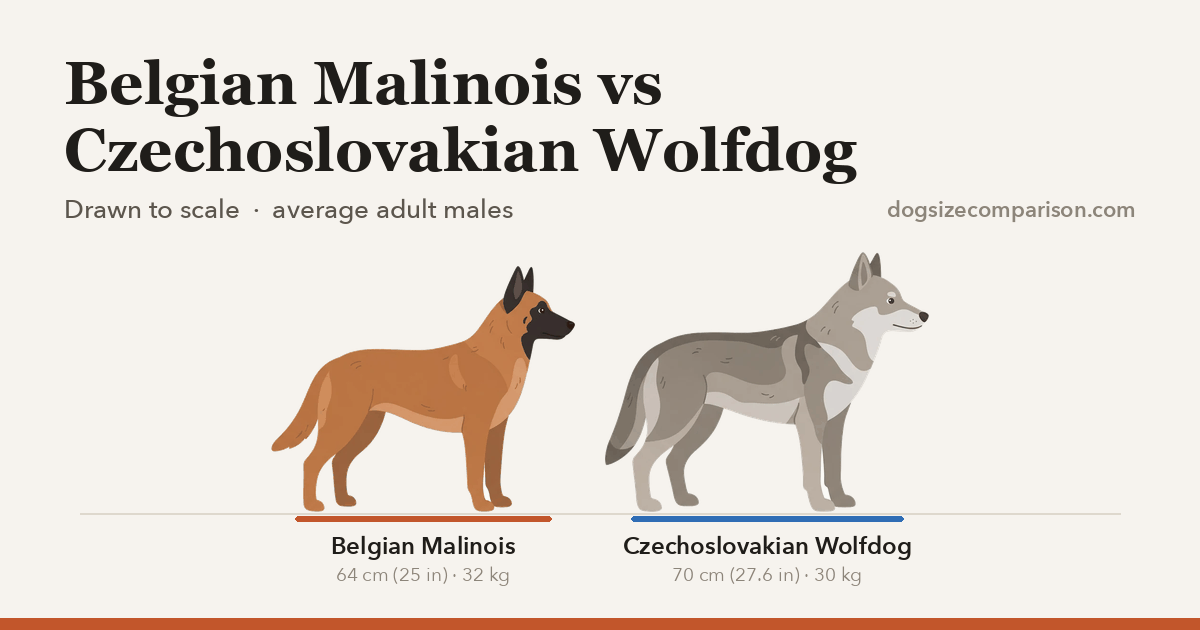 Belgian Malinois vs
Czechoslovakian Wolfdog
Drawn to scale · average adult males
dogsizecomparison.com
Belgian Malinois
64 cm (25 in) · 32 kg
Czechoslovakian Wolfdog
70 cm (27.6 in) · 30 kg